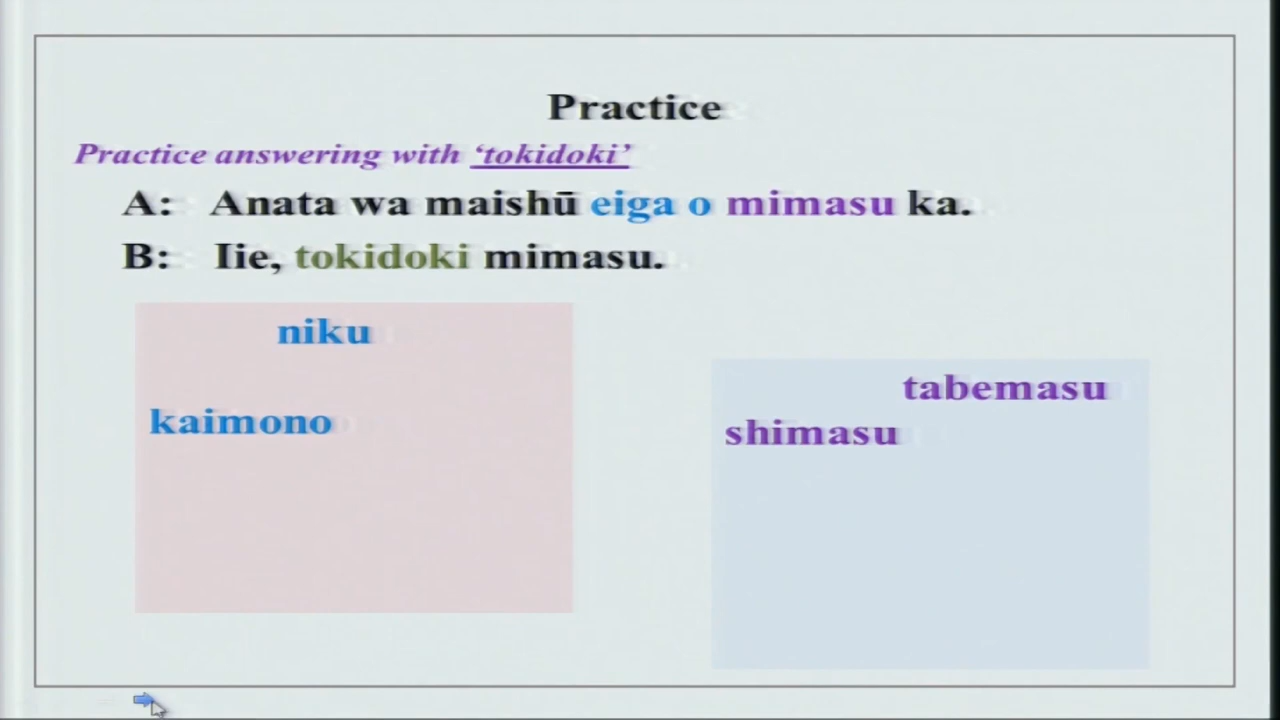 Practice
Practice answering with ‘tokidoki’
A: Anata wa maishū eiga o mimasu ka.
B: Iie, tokidoki mimasu.
niku
kaimono
tabemasu
shimasu